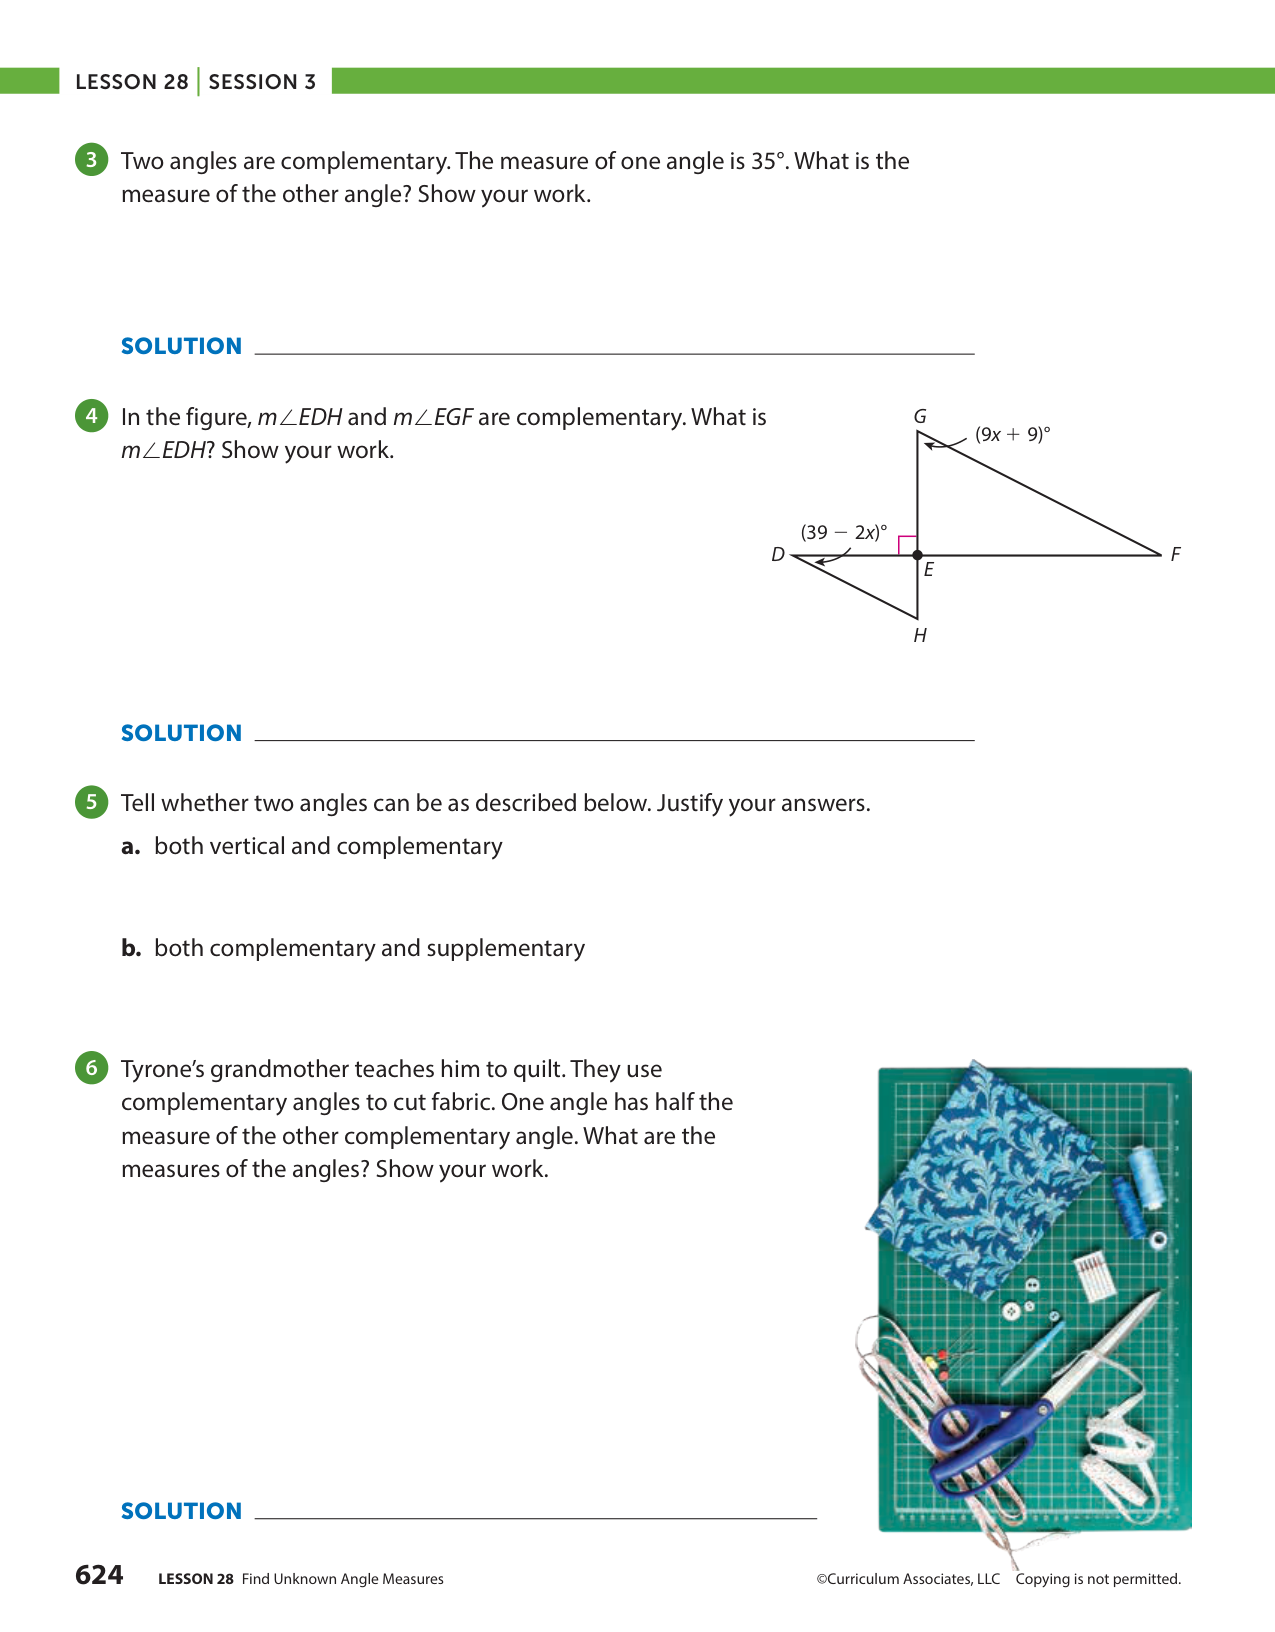 LESSON 28 | SESSION 3
3 Two angles are complementary. The measure of one angle is 35°. What is the
measure of the other angle? Show your work.
SOLUTION
4 In the figure, m∠EDH and m∠EGF are complementary. What is
m∠EDH? Show your work.
G
(9x + 9)°
(39 − 2x)°
D
F
E
H
SOLUTION
5 Tell whether two angles can be as described below. Justify your answers.
a. both vertical and complementary
b. both complementary and supplementary
6 Tyrone’s grandmother teaches him to quilt. They use
complementary angles to cut fabric. One angle has half the
measure of the other complementary angle. What are the
measures of the angles? Show your work.
SOLUTION
624 LESSON 28 Find Unknown Angle Measures
©Curriculum Associates, LLC Copying is not permitted.